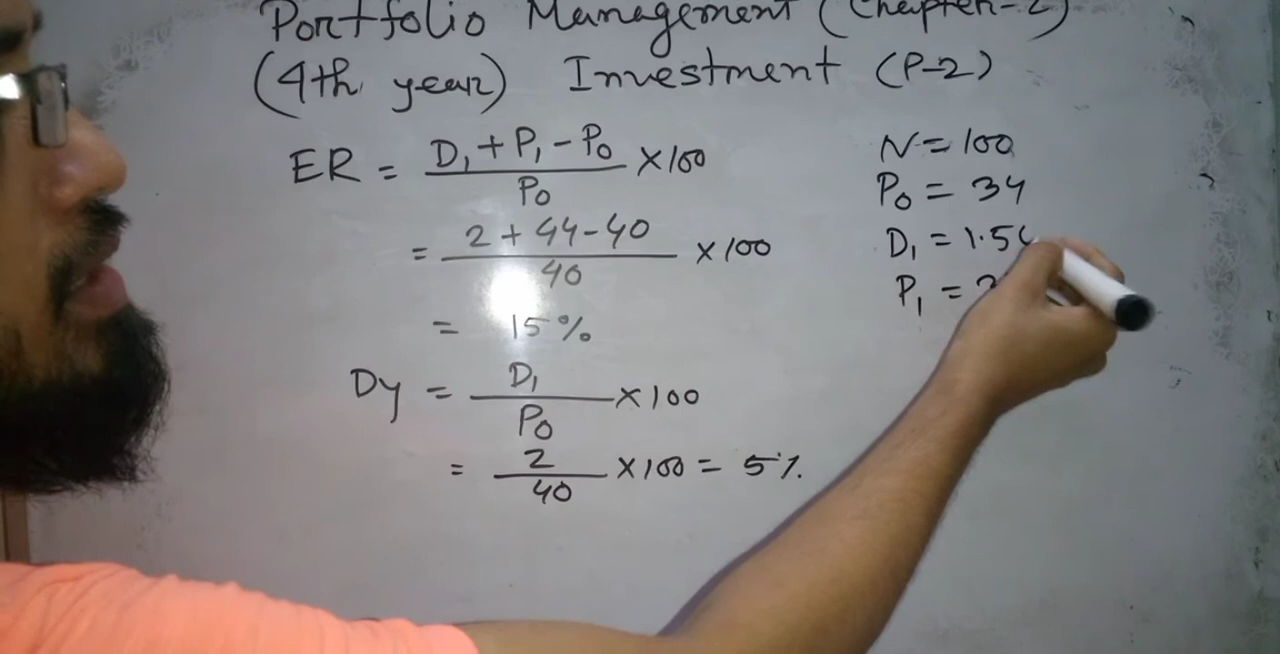 Portfolio Management (Chapter-2)
(4th year) Investment (P-2)
ER = D₁ + P₁ - P₀ / P₀ × 100
= 2 + 44 - 40 / 40 × 100
= 15%
Dy = D₁ / P₀ × 100
= 2 / 40 × 100 = 5%
N = 100
P₀ = 34
D₁ = 1.5
P₁ =